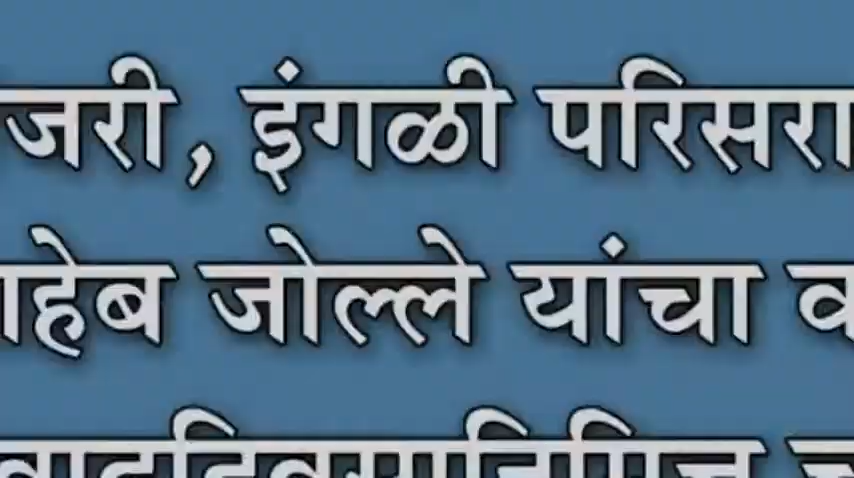 जरी, इंगळी परिसरा
ाहेब जोल्ले यांचा व